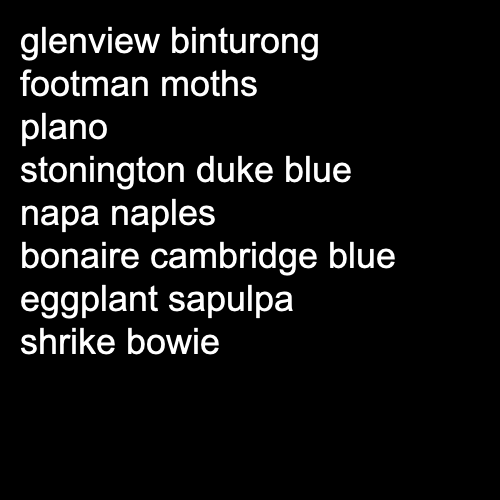 glenview binturong
footman moths
plano
stonington duke blue
napa naples
bonaire cambridge blue
eggplant sapulpa
shrike bowie